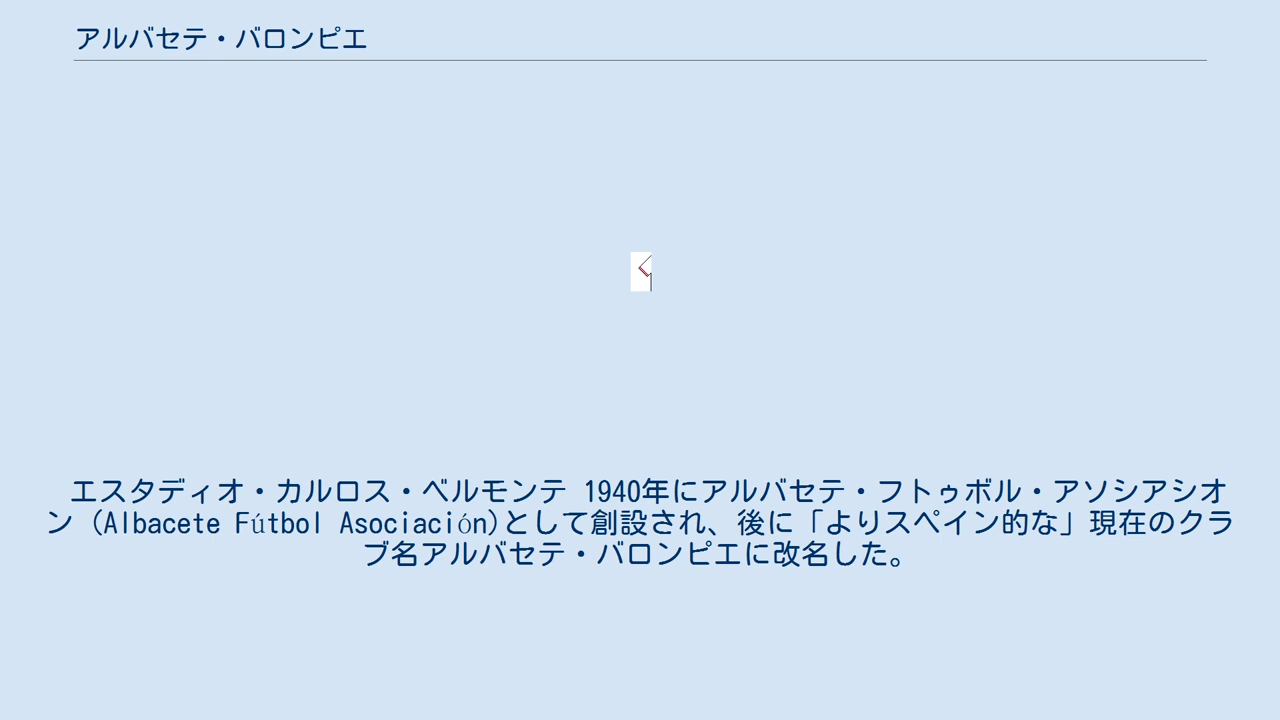 アルバセテ・バロンピエ
エスタディオ・カルロス・ベルモンテ 1940年にアルバセテ・フトゥボル・アソシアシオ
ン (Albacete Fútbol Asociación)として創設され、後に「よりスペイン的な」現在のクラ
ブ名アルバセテ・バロンピエに改名した。